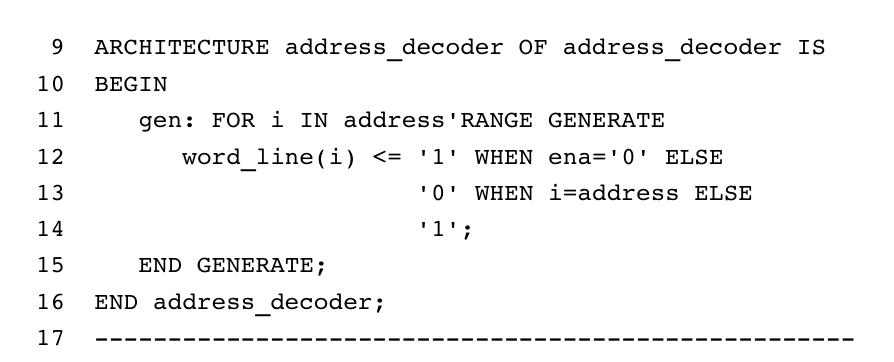 9 ARCHITECTURE address_decoder OF address_decoder IS
10 BEGIN
11 gen: FOR i IN address'RANGE GENERATE
12 word_line(i) <= '1' WHEN ena='0' ELSE
13 '0' WHEN i=address ELSE
14 '1';
15 END GENERATE;
16 END address_decoder;
17 ----------------------------------------------------